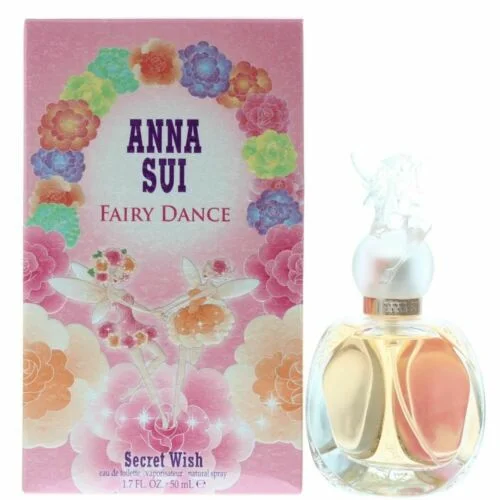 ANNA
SUI
FAIRY DANCE
Secret Wish
eau de toilette / vaporisateur / natural spray
1.7 FL. OZ. - 50 mL ℮